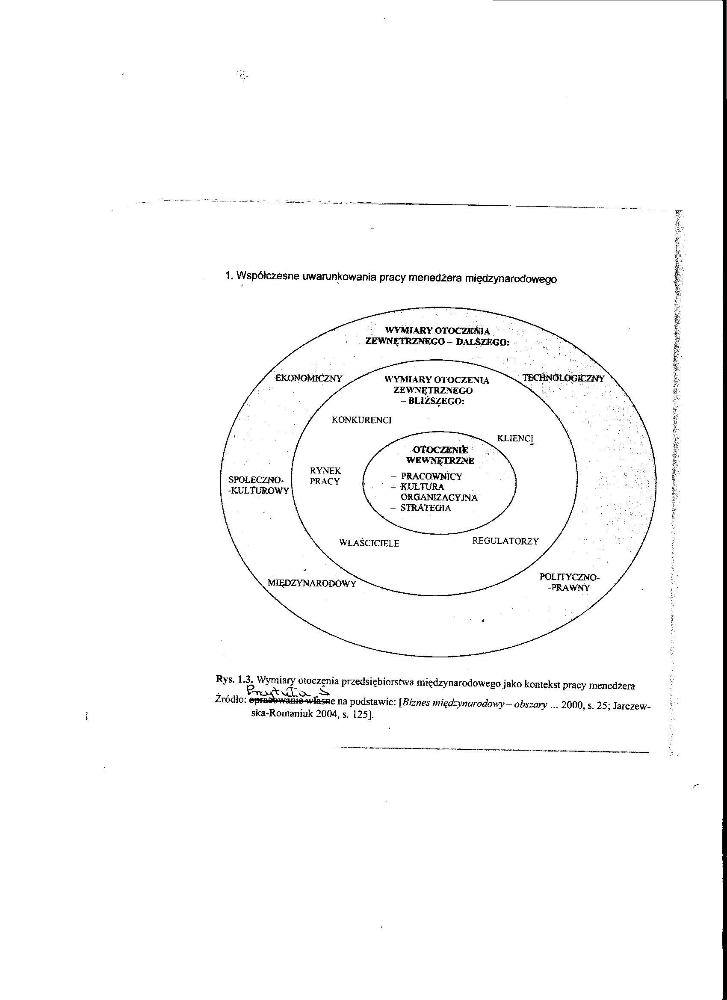 1. Współczesne uwarunkowania pracy menedżera międzynarodowego
WYMIARY OTOCZENIA
ZEWNĘTRZNEGO – DALSZEGO:
EKONOMICZNY
TECHNOLOGICZNY
WYMIARY OTOCZENIA
ZEWNĘTRZNEGO
– BLIŻSZEGO:
KONKURENCI
KLIENCI
OTOCZENIE
WEWNĘTRZNE
– PRACOWNICY
– KULTURA
ORGANIZACYJNA
– STRATEGIA
RYNEK
PRACY
SPOŁECZNO-
-KULTUROWY
WŁAŚCICIELE
REGULATORZY
MIĘDZYNARODOWY
POLITYCZNO-
-PRAWNY
Rys. 1.3. Wymiary otoczenia przedsiębiorstwa międzynarodowego jako kontekst pracy menedżera
Przytuła S
Źródło: opracowanie własne na podstawie: [Biznes międzynarodowy – obszary ... 2000, s. 25; Jarczew-
ska-Romaniuk 2004, s. 125].